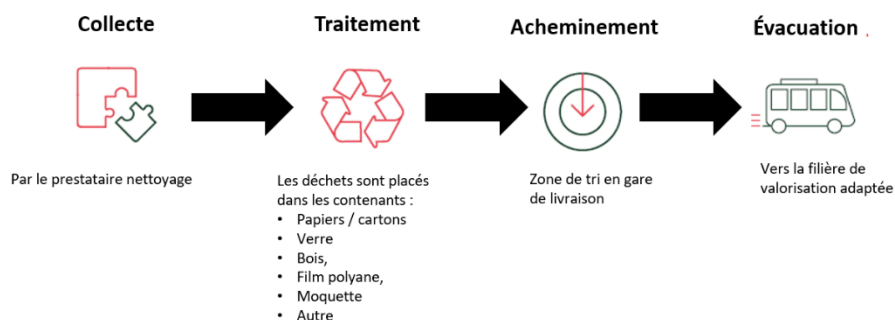 Collecte
Traitement
Acheminement
Évacuation .
Par le prestataire nettoyage
Les déchets sont placés
dans les contenants :
• Papiers / cartons
• Verre
• Bois,
• Film polyane,
• Moquette
• Autre
Zone de tri en gare
de livraison
Vers la filière de
valorisation adaptée